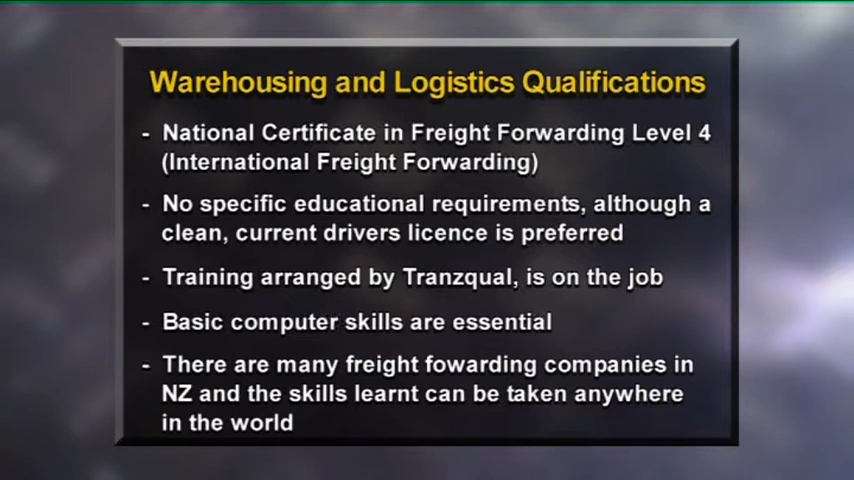 Warehousing and Logistics Qualifications
- National Certificate in Freight Forwarding Level 4
(International Freight Forwarding)
- No specific educational requirements, although a
clean, current drivers licence is preferred
- Training arranged by Tranzqual, is on the job
- Basic computer skills are essential
- There are many freight fowarding companies in
NZ and the skills learnt can be taken anywhere
in the world